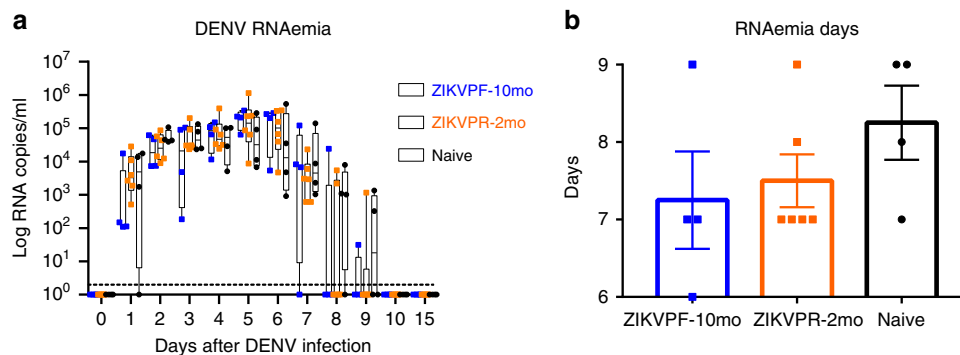 a
DENV RNAemia
Log RNA copies/ml
10⁷
10⁶
10⁵
10⁴
10³
10²
10¹
10⁰
0 1 2 3 4 5 6 7 8 9 10 15
Days after DENV infection
ZIKVPF-10mo
ZIKVPR-2mo
Naive
b
RNAemia days
Days
9
8
7
6
ZIKVPF-10mo ZIKVPR-2mo Naive